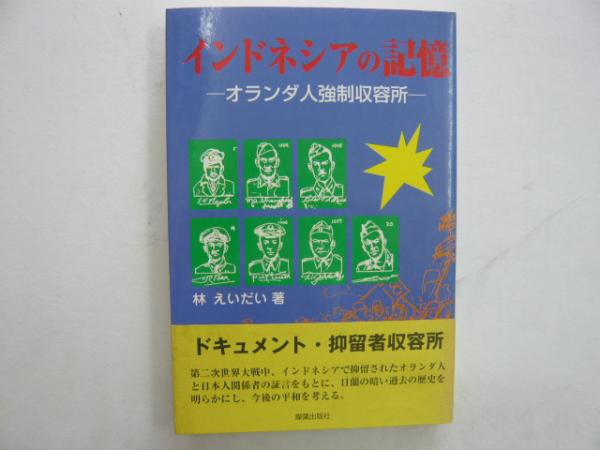 インドネシアの記憶
―オランダ人強制収容所―
林 えいだい 著
ドキュメント・抑留者収容所
第二次世界大戦中、インドネシアで抑留されたオランダ人
と日本人関係者の証言をもとに、日蘭の暗い過去の歴史を
明らかにし、今後の平和を考える。
燦葉出版社